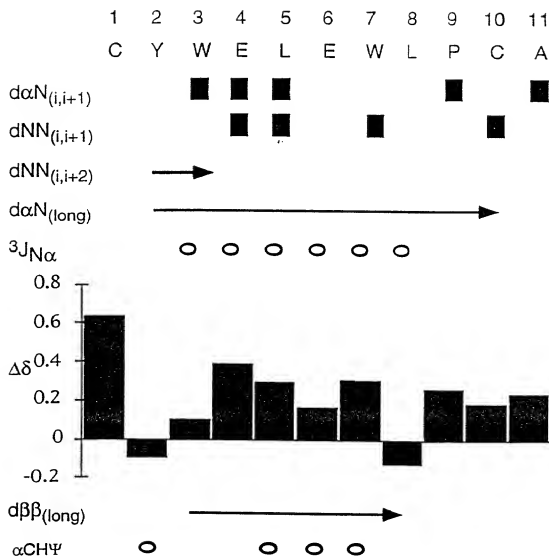 1 2 3 4 5 6 7 8 9 10 11
C Y W E L E W L P C A
dαN(i,i+1)
dNN(i,i+1)
dNN(i,i+2)
dαN(long)
³JNα
0.8
0.6
0.4
Δδ
0.2
0
-0.2
dββ(long)
αCHΨ